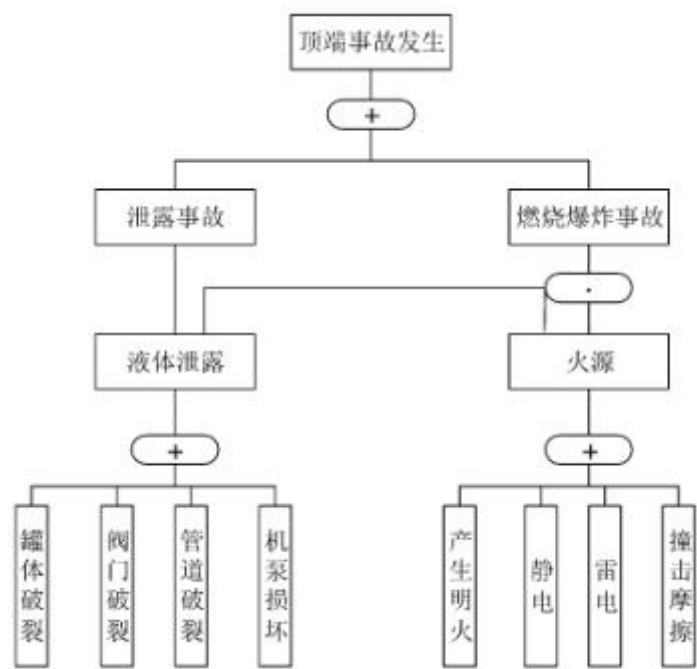 顶端事故发生
+
泄露事故
燃烧爆炸事故
·
液体泄露
火源
+
+
罐体破裂
阀门破裂
管道破裂
机泵损坏
产生明火
静电
雷电
撞击摩擦